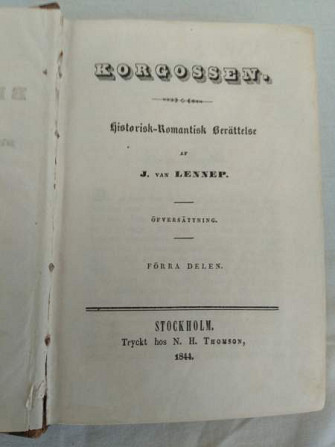 KORGOSSEN.
Historisk-Romantisk Berättelse
AF
J. VAN LENNEP.
ÖFVERSÄTTNING.
FÖRRA DELEN.
STOCKHOLM.
Tryckt hos N. H. THOMSON,
1844.